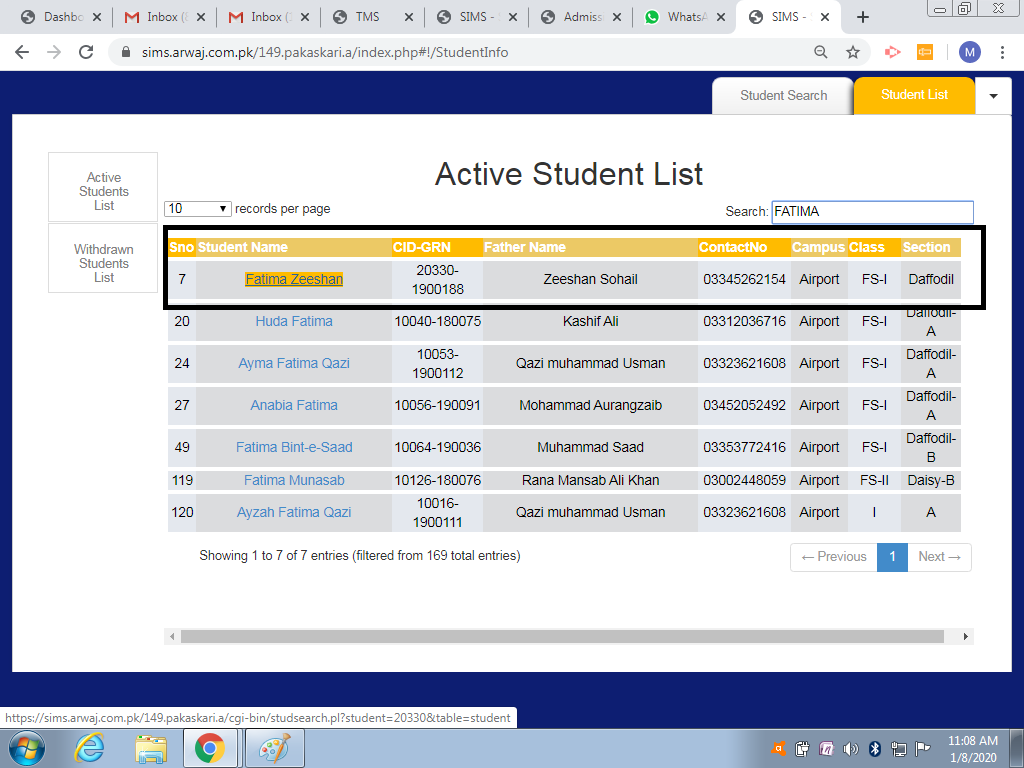 Dashbo
Inbox (
Inbox (
TMS
SIMS -
Admiss
WhatsA
SIMS -
sims.arwaj.com.pk/149.pakaskari.a/index.php#!/StudentInfo
M
Student Search
Student List
Active Students List
Withdrawn Students List
Active Student List
10 records per page
Search: FATIMA
Sno Student Name CID-GRN Father Name ContactNo Campus Class Section
7 Fatima Zeeshan 20330-1900188 Zeeshan Sohail 03345262154 Airport FS-I Daffodil
20 Huda Fatima 10040-180075 Kashif Ali 03312036716 Airport FS-I Daffodil-A
24 Ayma Fatima Qazi 10053-1900112 Qazi muhammad Usman 03323621608 Airport FS-I Daffodil-A
27 Anabia Fatima 10056-190091 Mohammad Aurangzaib 03452052492 Airport FS-I Daffodil-A
49 Fatima Bint-e-Saad 10064-190036 Muhammad Saad 03353772416 Airport FS-I Daffodil-B
119 Fatima Munasab 10126-180076 Rana Mansab Ali Khan 03002448059 Airport FS-II Daisy-B
120 Ayzah Fatima Qazi 10016-1900111 Qazi muhammad Usman 03323621608 Airport I A
Showing 1 to 7 of 7 entries (filtered from 169 total entries)
← Previous 1 Next →
https://sims.arwaj.com.pk/149.pakaskari.a/cgi-bin/studsearch.pl?student=20330&table=student
11:08 AM
1/8/2020